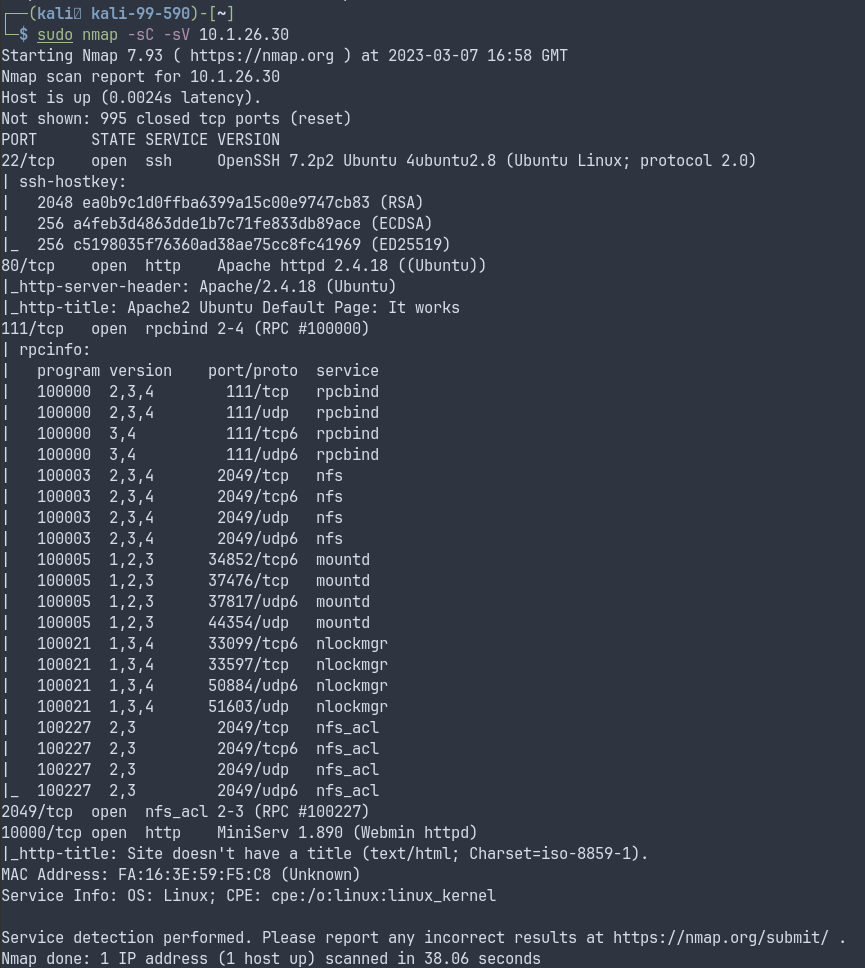 ┌──(kali㉿ kali-99-590)-[~]
└─$ sudo nmap -sC -sV 10.1.26.30
Starting Nmap 7.93 ( https://nmap.org ) at 2023-03-07 16:58 GMT
Nmap scan report for 10.1.26.30
Host is up (0.0024s latency).
Not shown: 995 closed tcp ports (reset)
PORT      STATE SERVICE VERSION
22/tcp    open  ssh     OpenSSH 7.2p2 Ubuntu 4ubuntu2.8 (Ubuntu Linux; protocol 2.0)
| ssh-hostkey:
|   2048 ea0b9c1d0ffba6399a15c00e9747cb83 (RSA)
|   256 a4feb3d4863dde1b7c71fe833db89ace (ECDSA)
|_  256 c5198035f76360ad38ae75cc8fc41969 (ED25519)
80/tcp    open  http    Apache httpd 2.4.18 ((Ubuntu))
|_http-server-header: Apache/2.4.18 (Ubuntu)
|_http-title: Apache2 Ubuntu Default Page: It works
111/tcp   open  rpcbind 2-4 (RPC #100000)
| rpcinfo:
|   program version    port/proto  service
|   100000  2,3,4        111/tcp   rpcbind
|   100000  2,3,4        111/udp   rpcbind
|   100000  3,4          111/tcp6  rpcbind
|   100000  3,4          111/udp6  rpcbind
|   100003  2,3,4       2049/tcp   nfs
|   100003  2,3,4       2049/tcp6  nfs
|   100003  2,3,4       2049/udp   nfs
|   100003  2,3,4       2049/udp6  nfs
|   100005  1,2,3      34852/tcp6  mountd
|   100005  1,2,3      37476/tcp   mountd
|   100005  1,2,3      37817/udp6  mountd
|   100005  1,2,3      44354/udp   mountd
|   100021  1,3,4      33099/tcp6  nlockmgr
|   100021  1,3,4      33597/tcp   nlockmgr
|   100021  1,3,4      50884/udp6  nlockmgr
|   100021  1,3,4      51603/udp   nlockmgr
|   100227  2,3         2049/tcp   nfs_acl
|   100227  2,3         2049/tcp6  nfs_acl
|   100227  2,3         2049/udp   nfs_acl
|_  100227  2,3         2049/udp6  nfs_acl
2049/tcp  open  nfs_acl 2-3 (RPC #100227)
10000/tcp open  http    MiniServ 1.890 (Webmin httpd)
|_http-title: Site doesn't have a title (text/html; Charset=iso-8859-1).
MAC Address: FA:16:3E:59:F5:C8 (Unknown)
Service Info: OS: Linux; CPE: cpe:/o:linux:linux_kernel

Service detection performed. Please report any incorrect results at https://nmap.org/submit/ .
Nmap done: 1 IP address (1 host up) scanned in 38.06 seconds